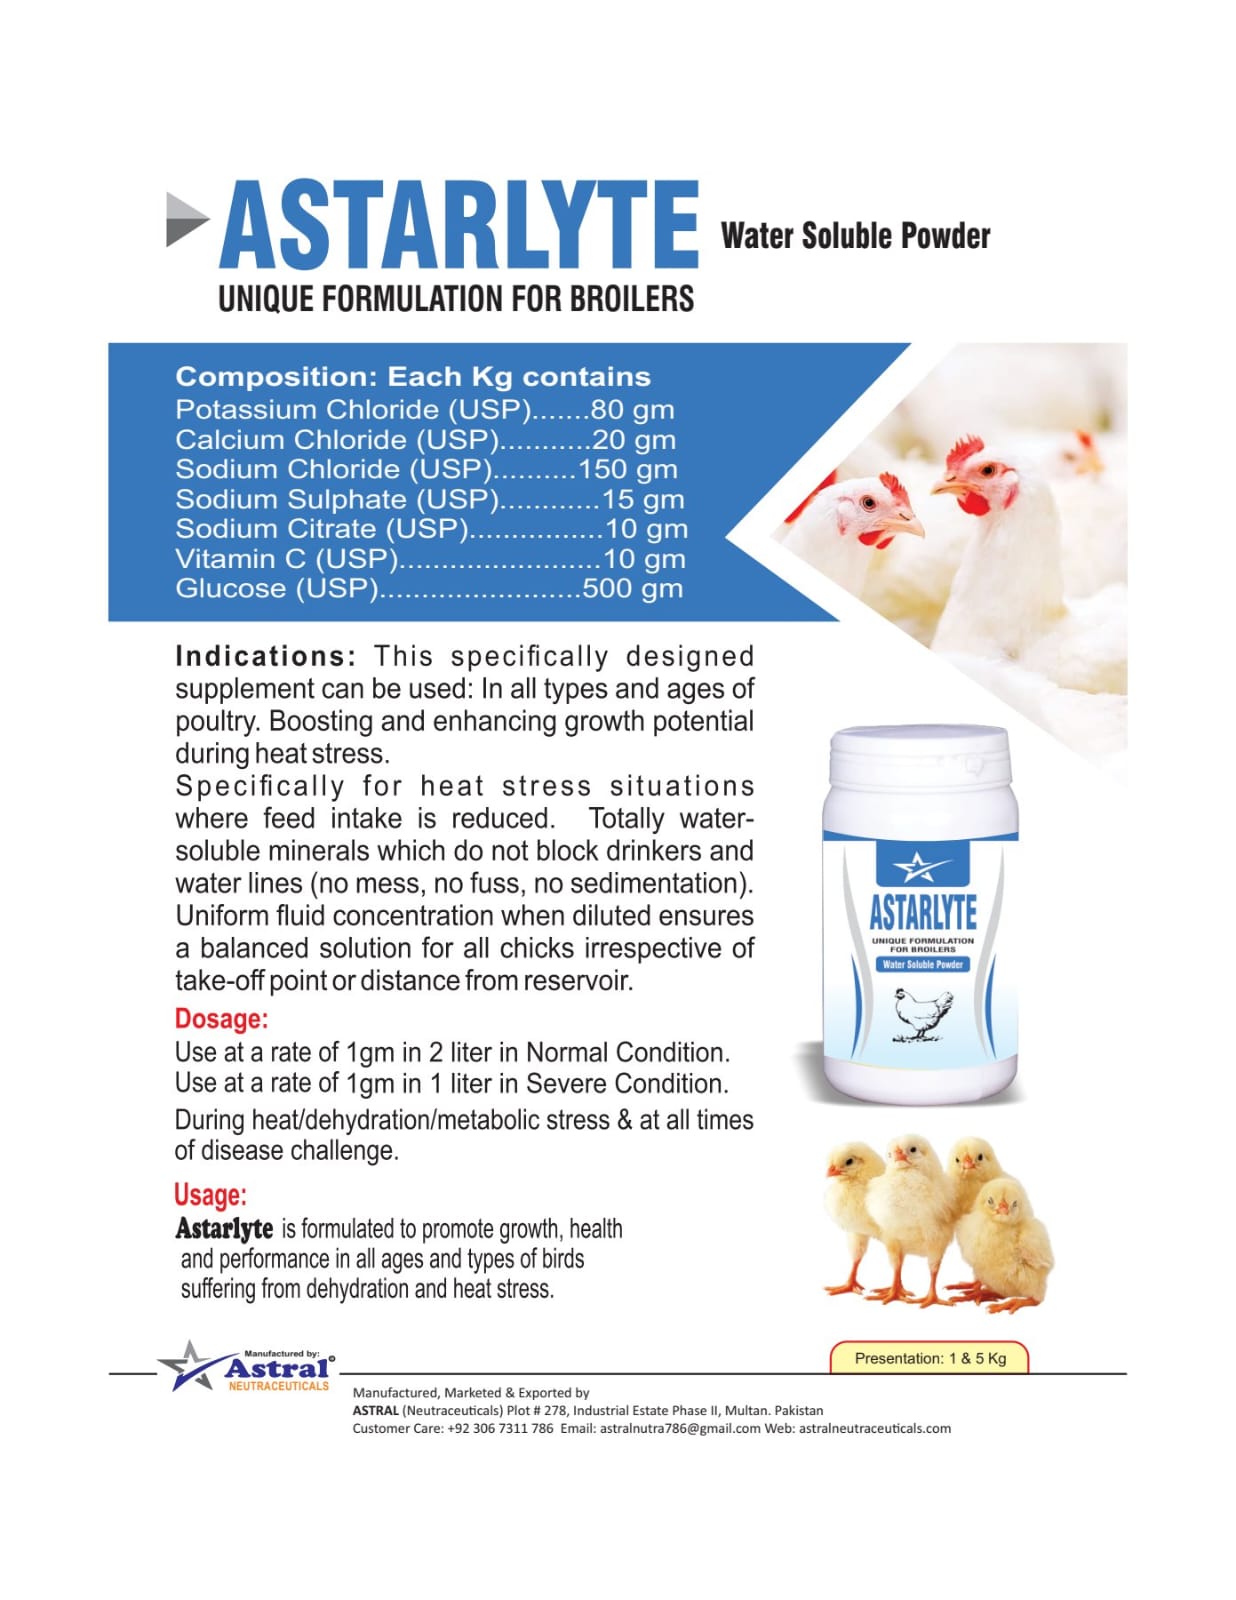 ASTARLYTE Water Soluble Powder
UNIQUE FORMULATION FOR BROILERS
Composition: Each Kg contains
Potassium Chloride (USP).......80 gm
Calcium Chloride (USP)...........20 gm
Sodium Chloride (USP)..........150 gm
Sodium Sulphate (USP)............15 gm
Sodium Citrate (USP)................10 gm
Vitamin C (USP)........................10 gm
Glucose (USP)........................500 gm
Indications: This specifically designed
supplement can be used: In all types and ages of
poultry. Boosting and enhancing growth potential
during heat stress.
Specifically for heat stress situations
where feed intake is reduced. Totally water-
soluble minerals which do not block drinkers and
water lines (no mess, no fuss, no sedimentation).
Uniform fluid concentration when diluted ensures
a balanced solution for all chicks irrespective of
take-off point or distance from reservoir.
Dosage:
Use at a rate of 1gm in 2 liter in Normal Condition.
Use at a rate of 1gm in 1 liter in Severe Condition.
During heat/dehydration/metabolic stress & at all times
of disease challenge.
Usage:
Astarlyte is formulated to promote growth, health
and performance in all ages and types of birds
suffering from dehydration and heat stress.
ASTARLYTE
UNIQUE FORMULATION
FOR BROILERS
Water Soluble Powder
Presentation: 1 & 5 Kg
Manufactured by:
Astral®
NEUTRACEUTICALS
Manufactured, Marketed & Exported by
ASTRAL (Neutraceuticals) Plot # 278, Industrial Estate Phase II, Multan. Pakistan
Customer Care: +92 306 7311 786 Email: astralnutra786@gmail.com Web: astralneutraceuticals.com